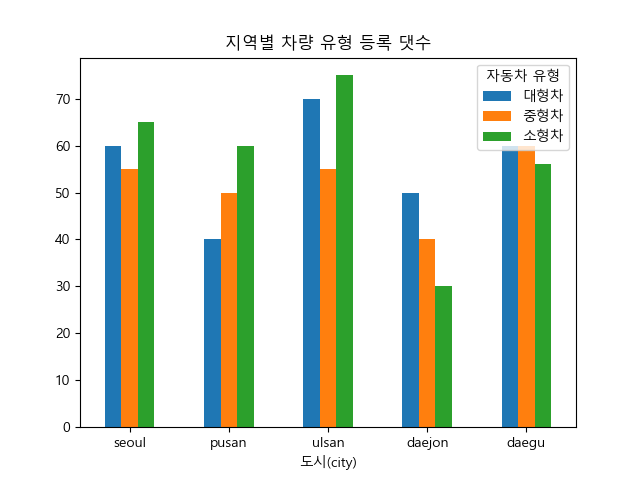 지역별 차량 유형 등록 댓수
자동차 유형
대형차
중형차
소형차
70
60
50
40
30
20
10
0
seoul pusan ulsan daejon daegu
도시(city)